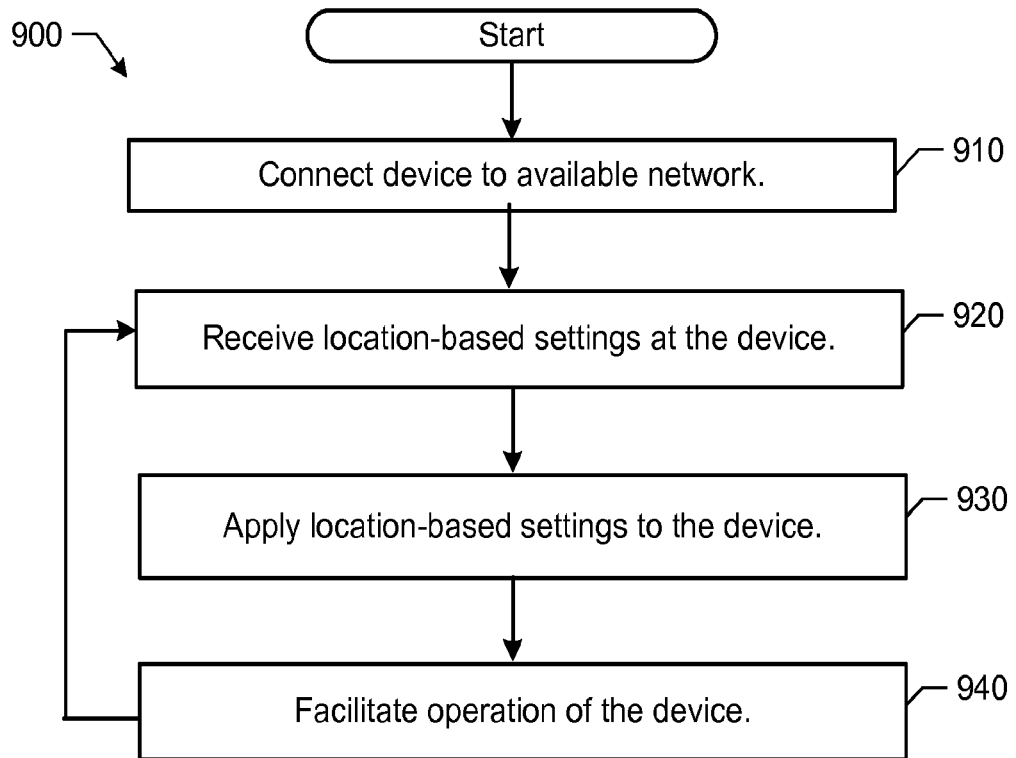 900
Start
Connect device to available network.
910
Receive location-based settings at the device.
920
Apply location-based settings to the device.
930
Facilitate operation of the device.
940